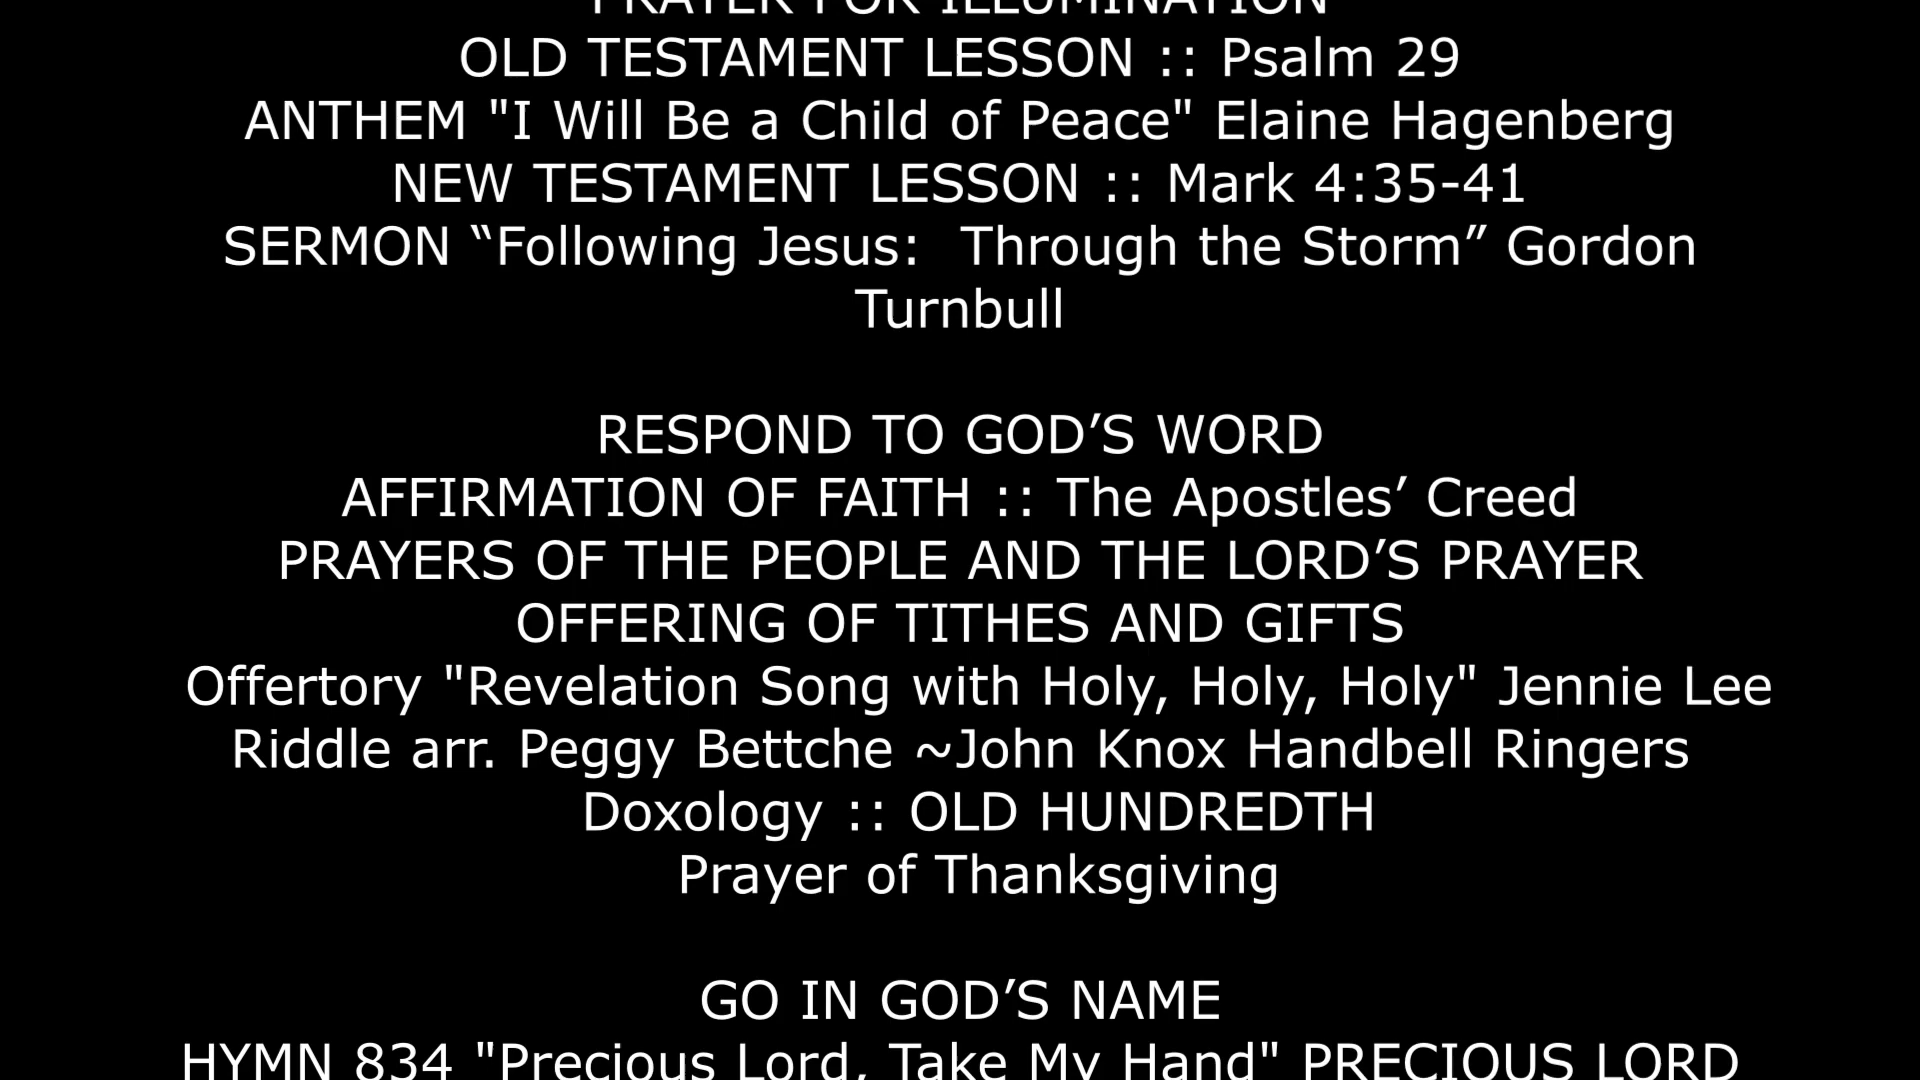 PRAYER FOR ILLUMINATION
OLD TESTAMENT LESSON :: Psalm 29
ANTHEM "I Will Be a Child of Peace" Elaine Hagenberg
NEW TESTAMENT LESSON :: Mark 4:35-41
SERMON “Following Jesus:  Through the Storm” Gordon
Turnbull
RESPOND TO GOD’S WORD
AFFIRMATION OF FAITH :: The Apostles’ Creed
PRAYERS OF THE PEOPLE AND THE LORD’S PRAYER
OFFERING OF TITHES AND GIFTS
Offertory "Revelation Song with Holy, Holy, Holy" Jennie Lee
Riddle arr. Peggy Bettche ~John Knox Handbell Ringers
Doxology :: OLD HUNDREDTH
Prayer of Thanksgiving
GO IN GOD’S NAME
HYMN 834 "Precious Lord, Take My Hand" PRECIOUS LORD